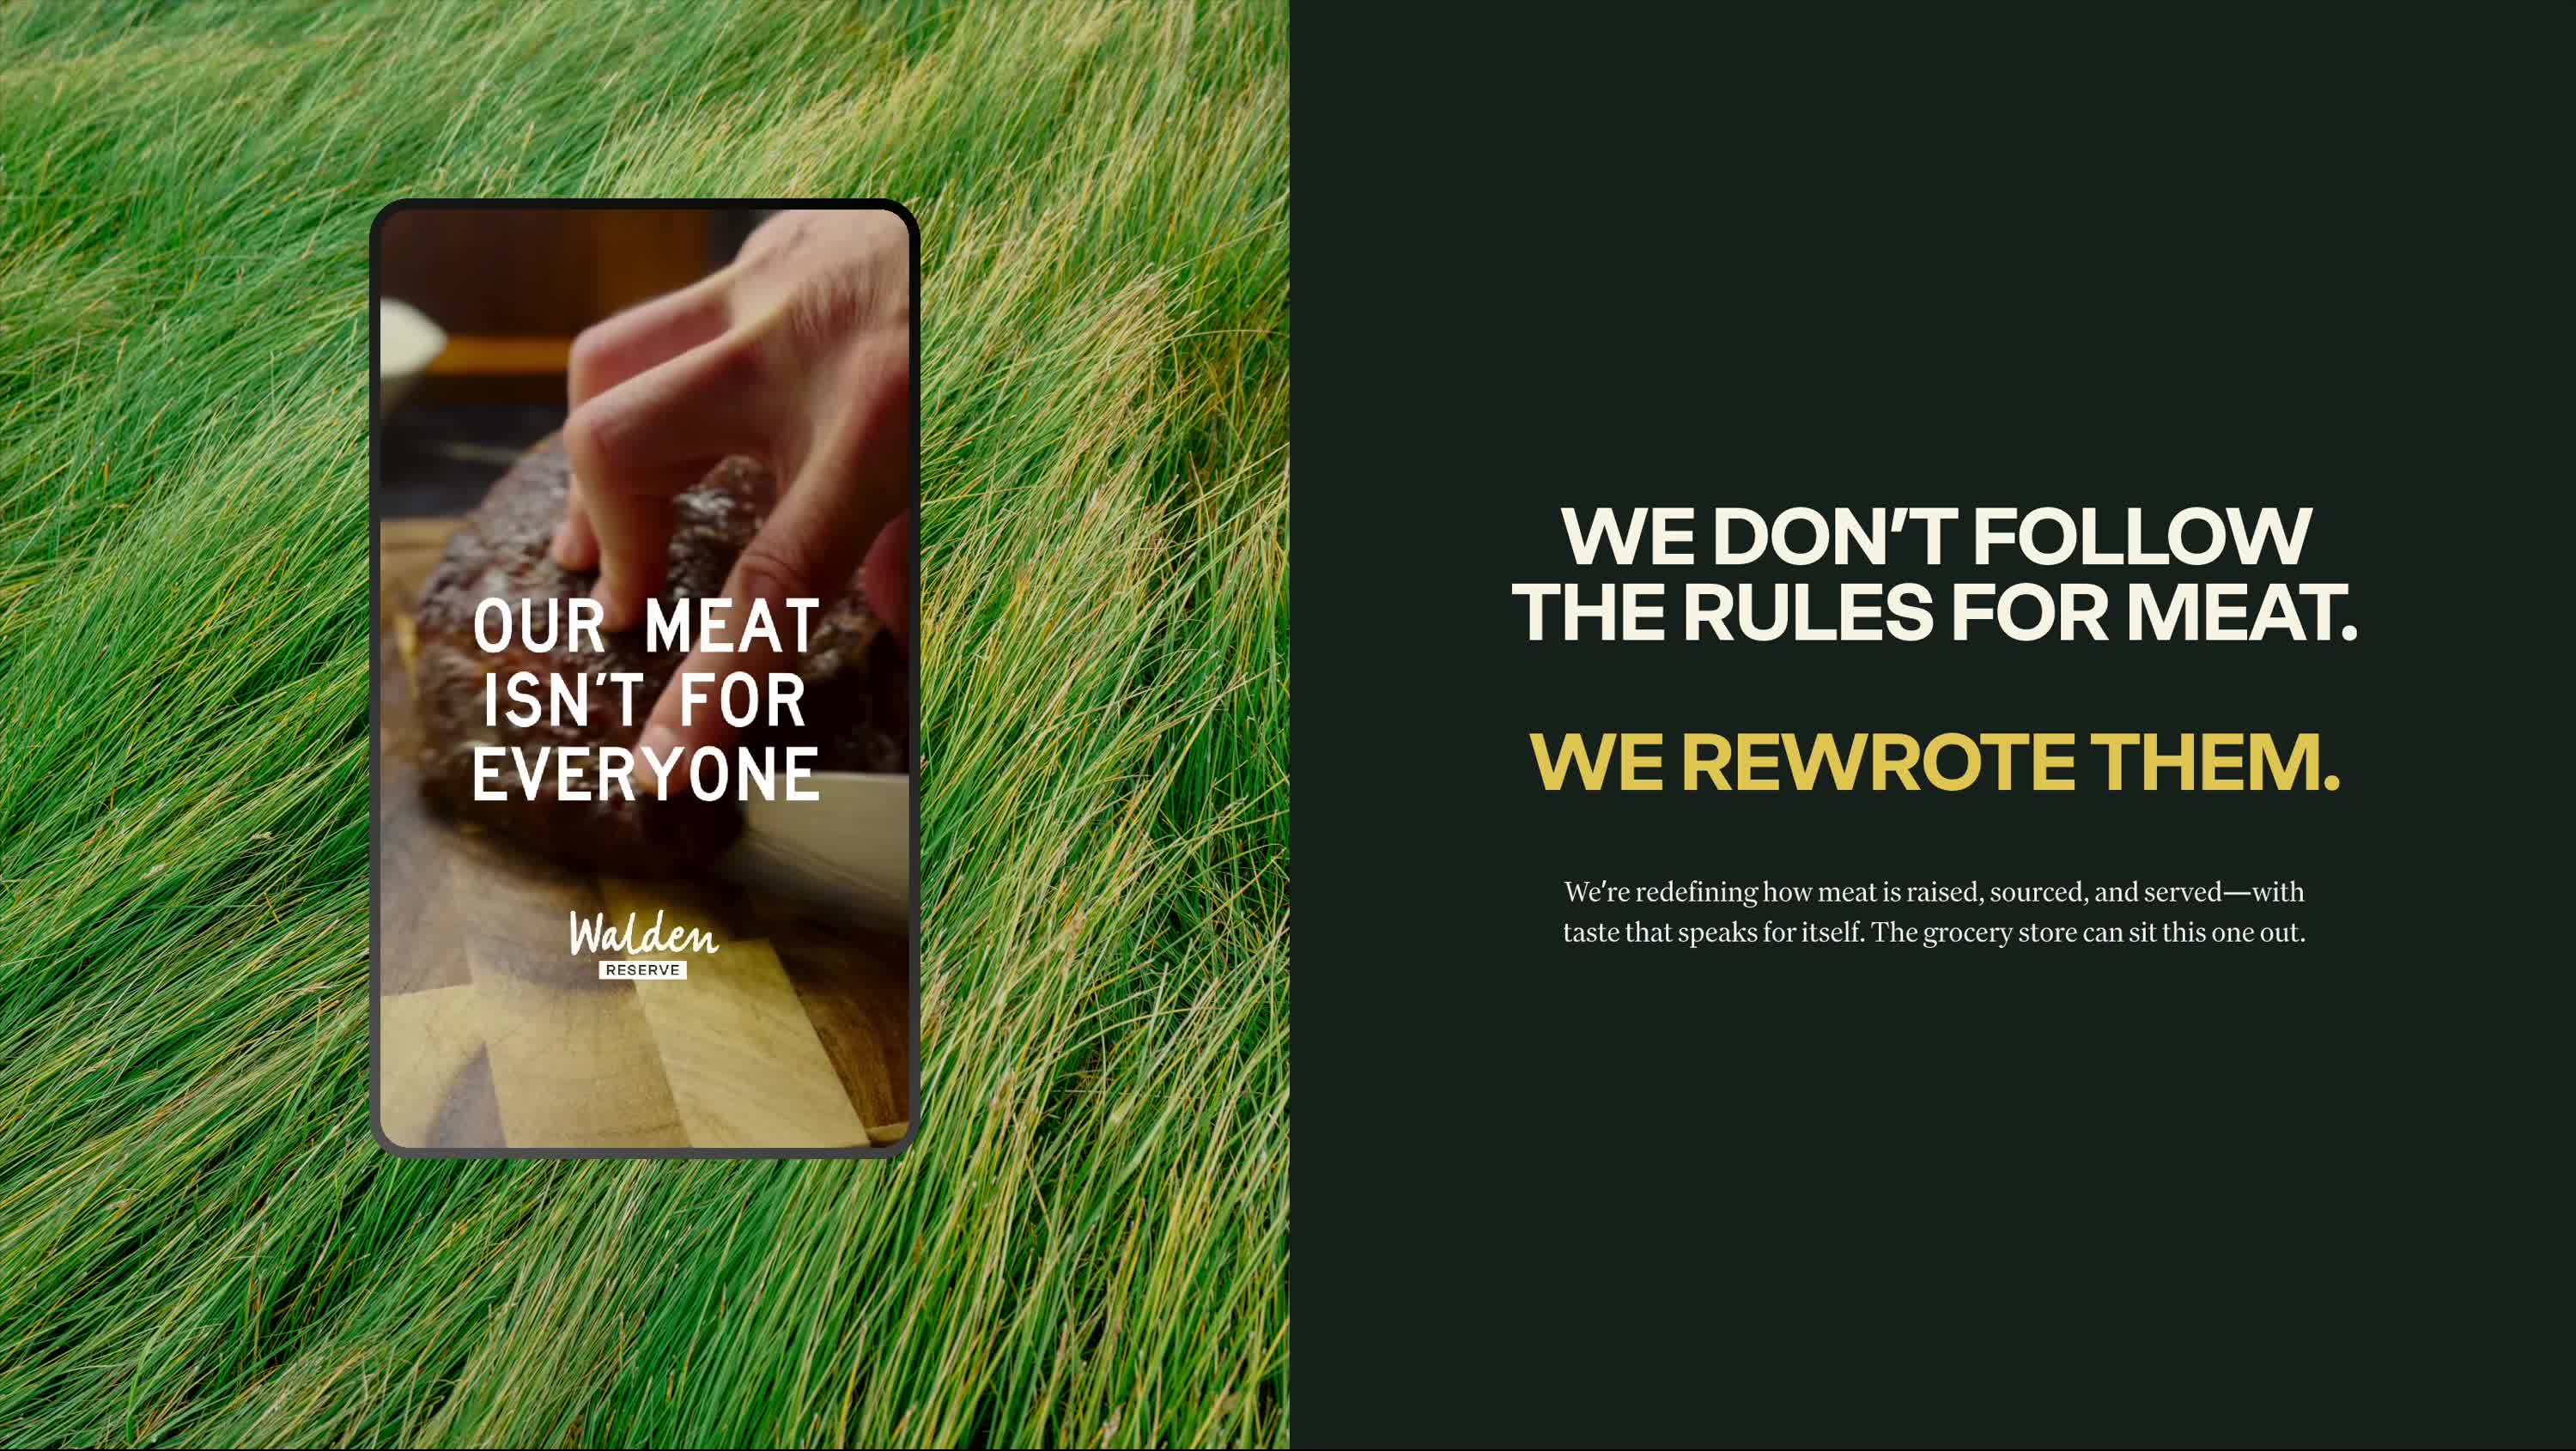 OUR MEAT
ISN'T FOR
EVERYONE
Walden
RESERVE
WE DON'T FOLLOW
THE RULES FOR MEAT.
WE REWROTE THEM.
We're redefining how meat is raised, sourced, and served—with
taste that speaks for itself. The grocery store can sit this one out.